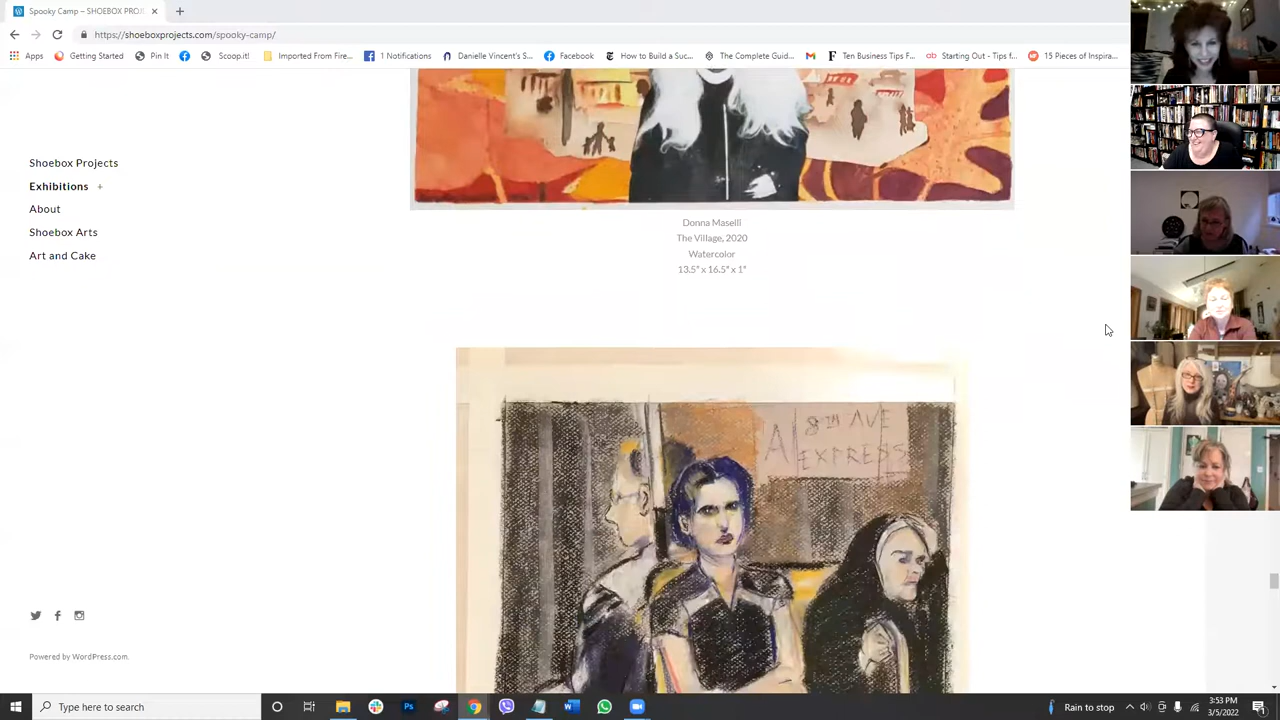 Spooky Camp – SHOEBOX PROJ
https://shoeboxprojects.com/spooky-camp/
Apps
Getting Started
Pin It
Scoop.it!
Imported From Fire...
1 Notifications
Danielle Vincent's S...
Facebook
How to Build a Suc...
The Complete Guid...
Ten Business Tips F...
Starting Out - Tips f...
15 Pieces of Inspira...
Shoebox Projects
Exhibitions +
About
Shoebox Arts
Art and Cake
Donna Maselli
The Village, 2020
Watercolor
13.5" x 16.5" x 1"
A 8TH AVE
EXPRESS
Powered by WordPress.com.
Type here to search
Rain to stop
3:53 PM
3/5/2022